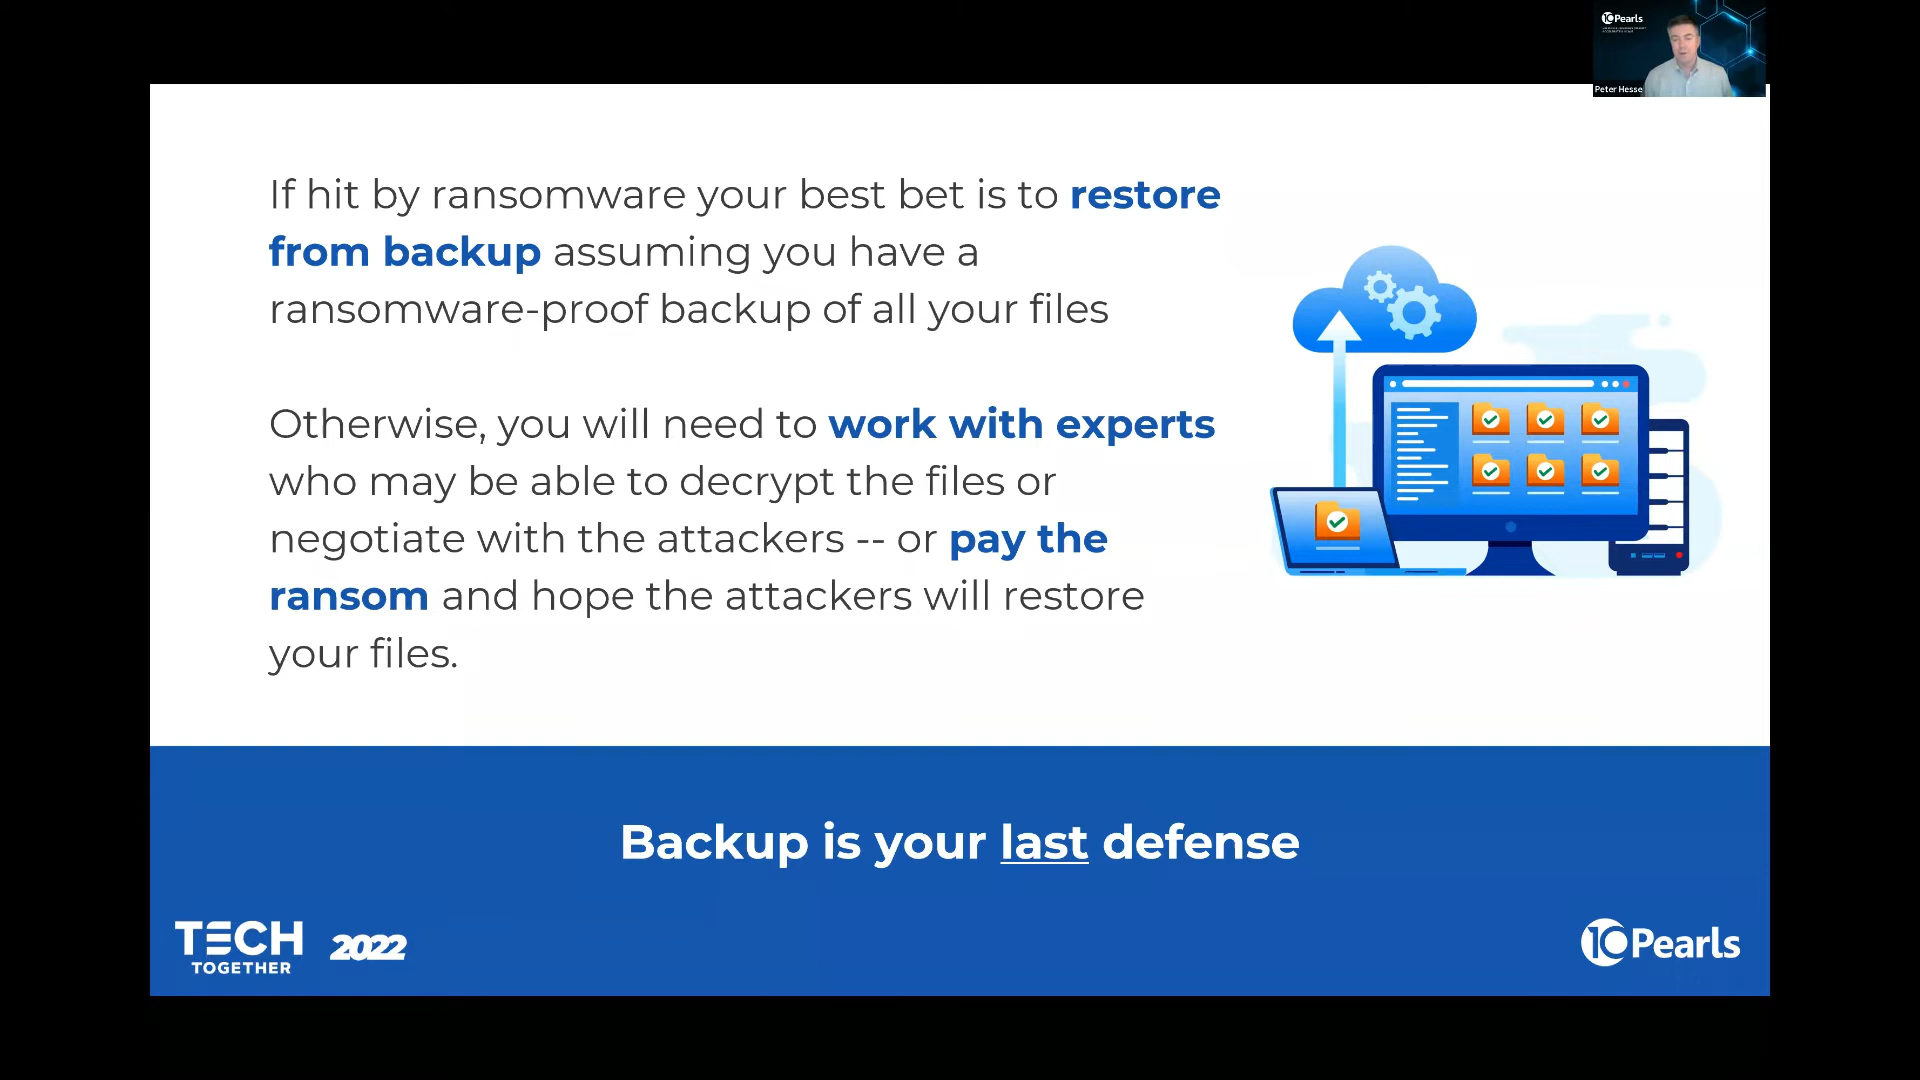 10Pearls
Peter Hesse
If hit by ransomware your best bet is to restore
from backup assuming you have a
ransomware-proof backup of all your files
Otherwise, you will need to work with experts
who may be able to decrypt the files or
negotiate with the attackers -- or pay the
ransom and hope the attackers will restore
your files.
Backup is your last defense
TECH
TOGETHER
2022
10Pearls